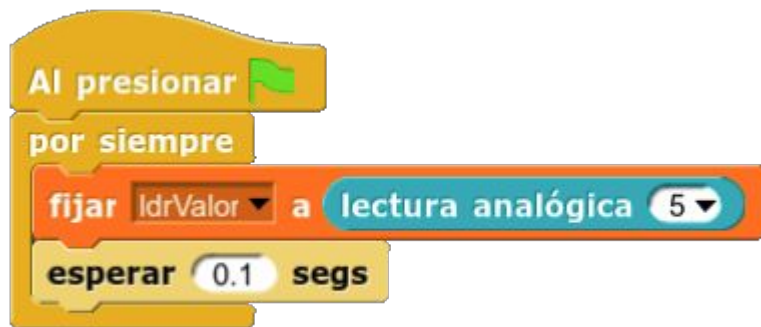 Al presionar
por siempre
fijar ldrValor a lectura analógica 5
esperar 0.1 segs